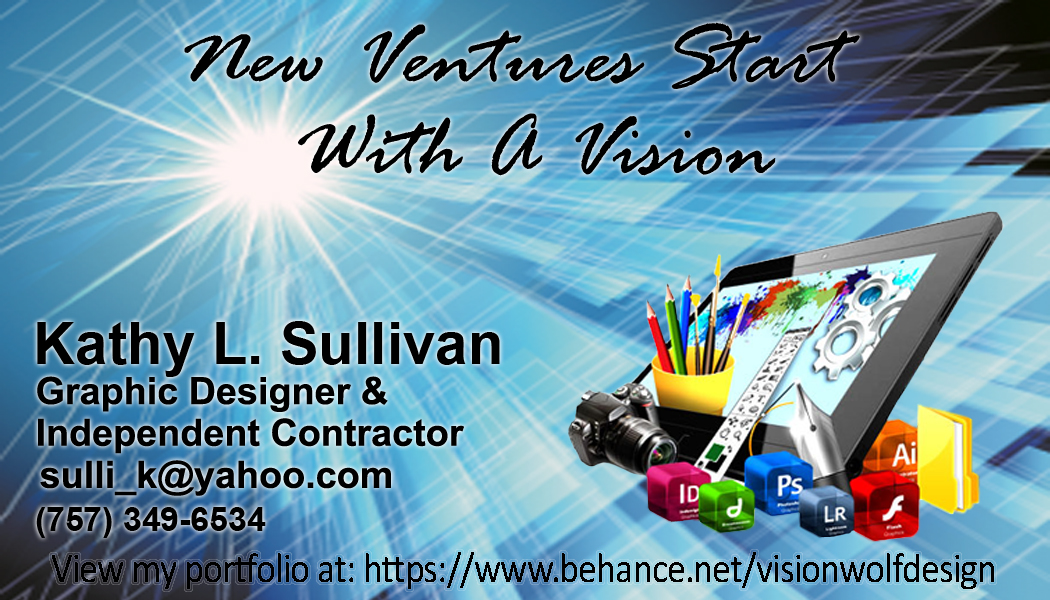 New Ventures Start
With A Vision
Kathy L. Sullivan
Graphic Designer &
Independent Contractor
sulli_k@yahoo.com
(757) 349-6534
Ai
Ps
ID
LR
View my portfolio at: https://www.behance.net/visionwolfdesign